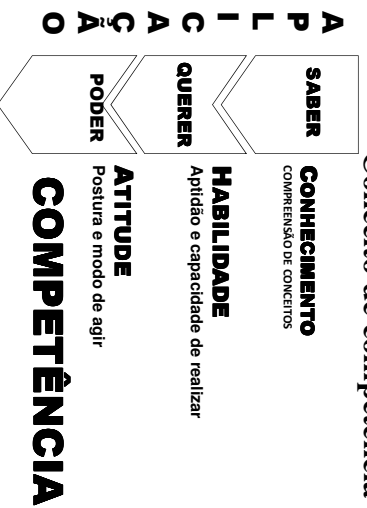 Conceito de competência
APLICAÇÃO
SABER
CONHECIMENTO
COMPREENSÃO DE CONCEITOS
QUERER
HABILIDADE
Aptidão e capacidade de realizar
PODER
ATITUDE
Postura e modo de agir
COMPETÊNCIA